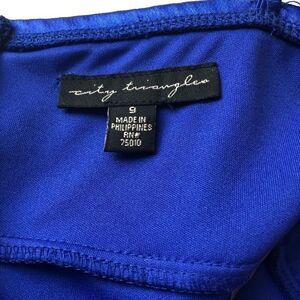 city triangles
9
MADE IN
PHILIPPINES
RN#
75010